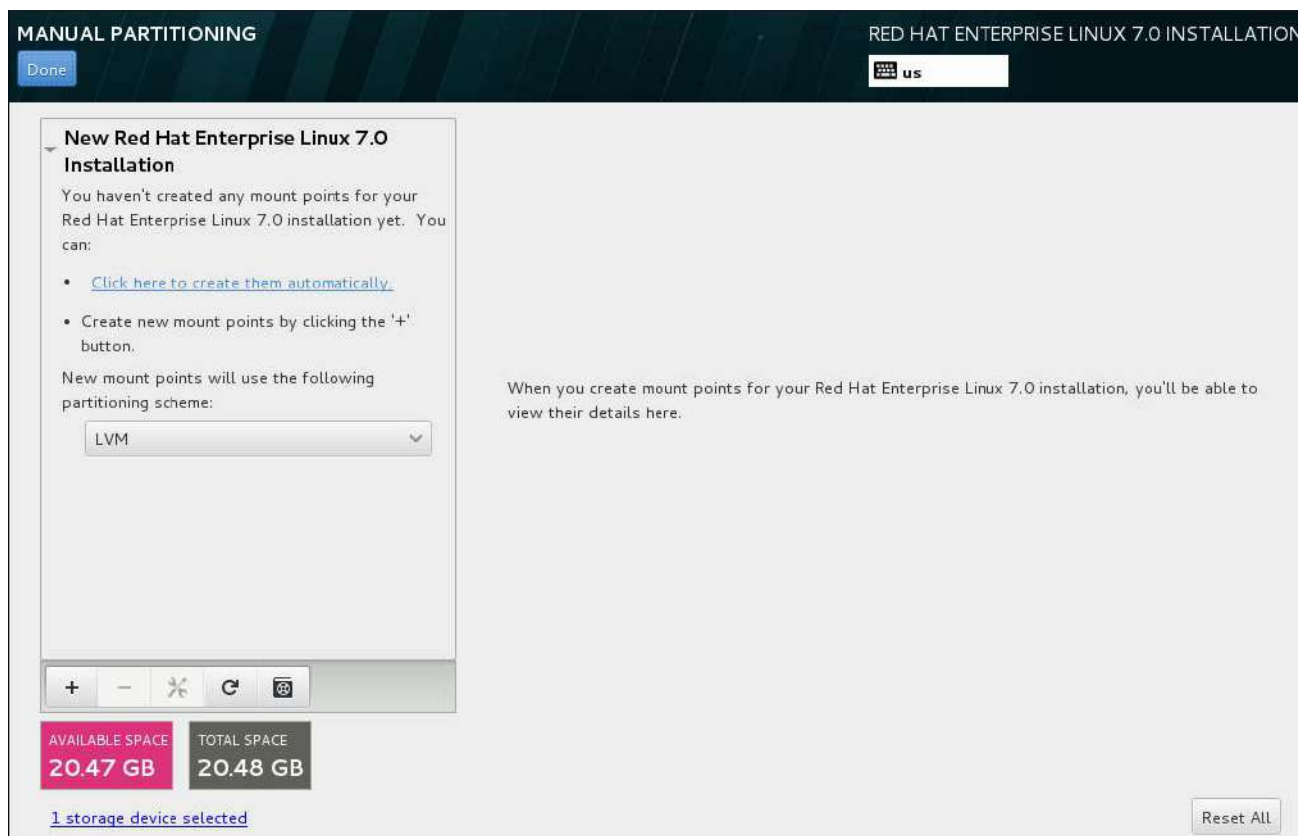 MANUAL PARTITIONING
RED HAT ENTERPRISE LINUX 7.0 INSTALLATION
Done
us
New Red Hat Enterprise Linux 7.0
Installation
You haven't created any mount points for your
Red Hat Enterprise Linux 7.0 installation yet. You
can:
• Click here to create them automatically.
• Create new mount points by clicking the '+'
button.
New mount points will use the following
partitioning scheme:
LVM
When you create mount points for your Red Hat Enterprise Linux 7.0 installation, you'll be able to
view their details here.
+ −
AVAILABLE SPACE
20.47 GB
TOTAL SPACE
20.48 GB
1 storage device selected
Reset All